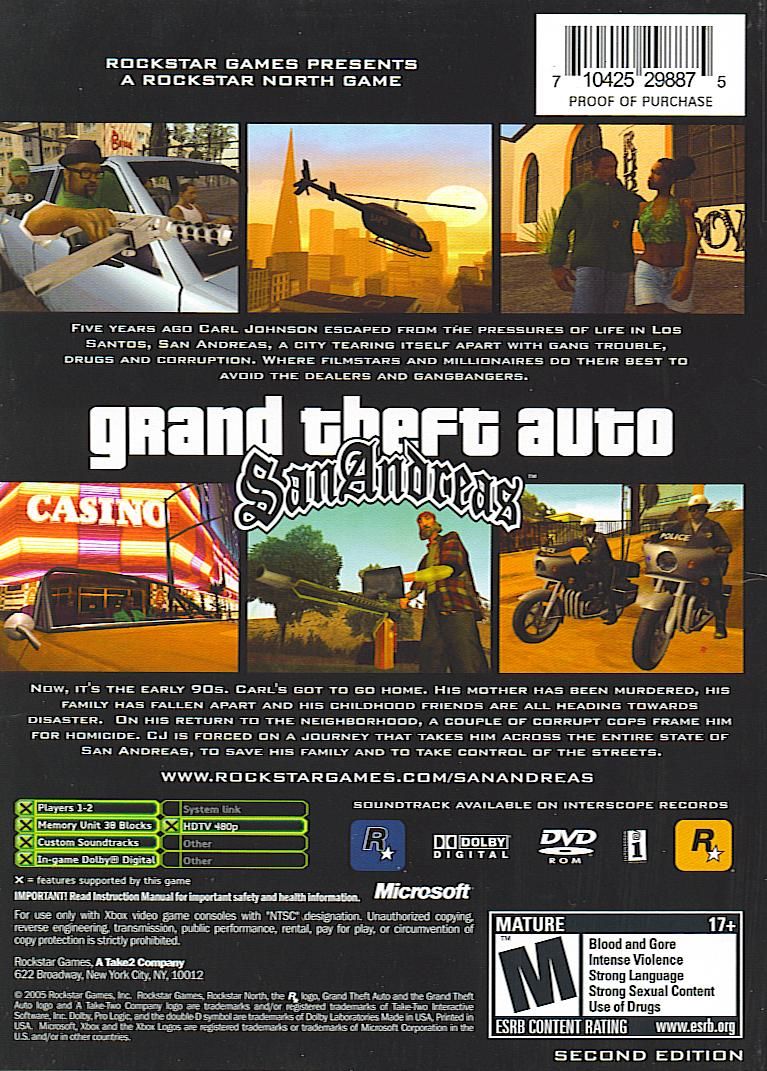 ROCKSTAR GAMES PRESENTS
A ROCKSTAR NORTH GAME
7 10425 29887 5
PROOF OF PURCHASE
FIVE YEARS AGO CARL JOHNSON ESCAPED FROM THE PRESSURES OF LIFE IN LOS
SANTOS, SAN ANDREAS, A CITY TEARING ITSELF APART WITH GANG TROUBLE,
DRUGS AND CORRUPTION. WHERE FILMSTARS AND MILLIONAIRES DO THEIR BEST TO
AVOID THE DEALERS AND GANGBANGERS.
grand theft auto
San Andreas™
CASINO
POLICE
NOW, IT'S THE EARLY 90S. CARL'S GOT TO GO HOME. HIS MOTHER HAS BEEN MURDERED, HIS
FAMILY HAS FALLEN APART AND HIS CHILDHOOD FRIENDS ARE ALL HEADING TOWARDS
DISASTER. ON HIS RETURN TO THE NEIGHBORHOOD, A COUPLE OF CORRUPT COPS FRAME HIM
FOR HOMICIDE. CJ IS FORCED ON A JOURNEY THAT TAKES HIM ACROSS THE ENTIRE STATE OF
SAN ANDREAS, TO SAVE HIS FAMILY AND TO TAKE CONTROL OF THE STREETS.
WWW.ROCKSTARGAMES.COM/SANANDREAS
Players 1-2
Memory Unit 38 Blocks
Custom Soundtracks
In-game Dolby® Digital
System link
HDTV 480p
Other
Other
X = features supported by this game
SOUNDTRACK AVAILABLE ON INTERSCOPE RECORDS
R
DOLBY
DIGITAL
DVD
ROM
i
R
IMPORTANT! Read Instruction Manual for important safety and health information.
Microsoft
For use only with Xbox video game consoles with "NTSC" designation. Unauthorized copying,
reverse engineering, transmission, public performance, rental, pay for play, or circumvention of
copy protection is strictly prohibited.
Rockstar Games, A Take2 Company
622 Broadway, New York City, NY, 10012
© 2005 Rockstar Games, Inc. Rockstar Games, Rockstar North, the R logo, Grand Theft Auto and the Grand Theft
Auto logo and A Take-Two Company logo are trademarks and/or registered trademarks of Take-Two Interactive
Software, Inc. Dolby, Pro Logic, and the double-D symbol are trademarks of Dolby Laboratories. Made in USA. Printed in
USA. Microsoft, Xbox and the Xbox Logos are registered trademarks or trademarks of Microsoft Corporation in the
U.S. and/or in other countries.
MATURE 17+
M
Blood and Gore
Intense Violence
Strong Language
Strong Sexual Content
Use of Drugs
ESRB CONTENT RATING www.esrb.org
SECOND EDITION